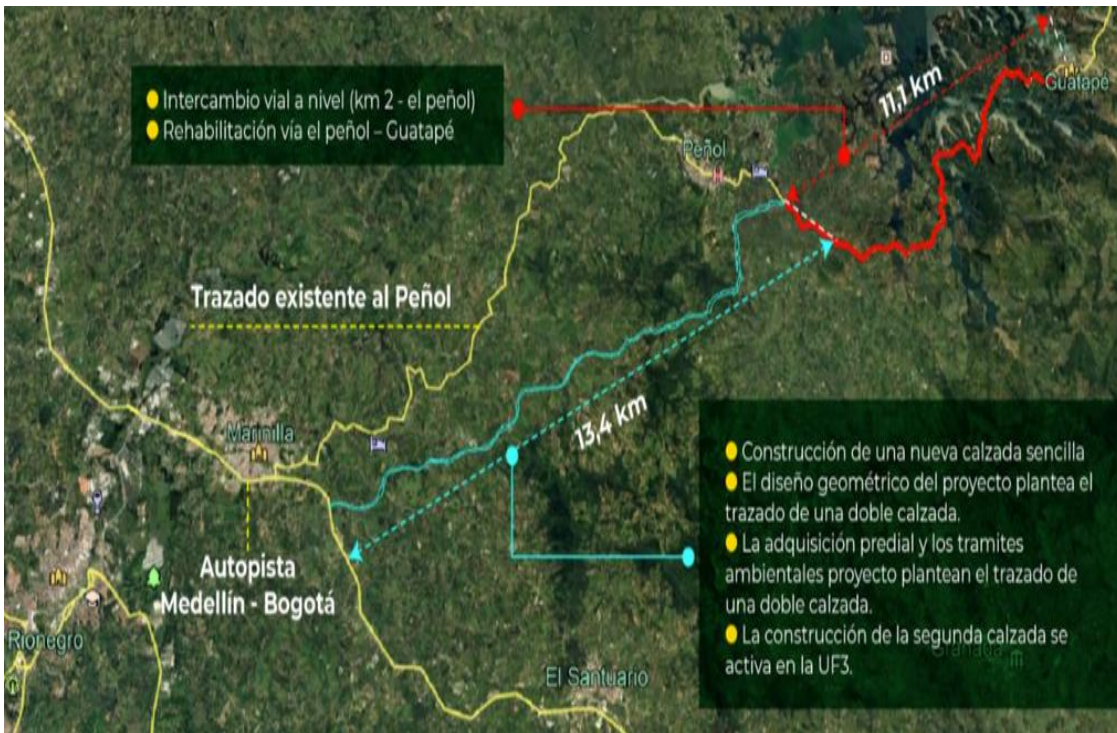 Intercambio vial a nivel (km 2 - el peñol)
Rehabilitación vía el peñol – Guatapé
11,1 km
Guatapé
Peñol
Trazado existente al Peñol
13,4 km
Marinilla
Autopista
Medellín - Bogotá
Rionegro
El Santuario
Construcción de una nueva calzada sencilla
El diseño geométrico del proyecto plantea el
trazado de una doble calzada.
La adquisición predial y los tramites
ambientales proyecto plantean el trazado de
una doble calzada.
La construcción de la segunda calzada se
activa en la UF3.
Granada